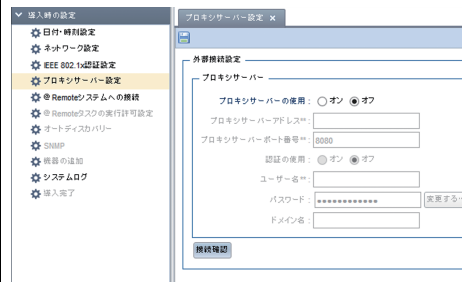 導入時の設定
日付・時刻設定
ネットワーク設定
IEEE 802.1x認証設定
プロキシサーバー設定
@Remoteシステムへの接続
@Remoteタスクの実行許可設定
オートディスカバリー
SNMP
機器の追加
システムログ
導入完了
プロキシサーバー設定 ×
外部接続設定
プロキシサーバー
プロキシサーバーの使用 : オン オフ
プロキシサーバーアドレス** :
プロキシサーバーポート番号** : 8080
認証の使用 : オン オフ
ユーザー名** :
パスワード : ************ 変更する...
ドメイン名 :
接続確認